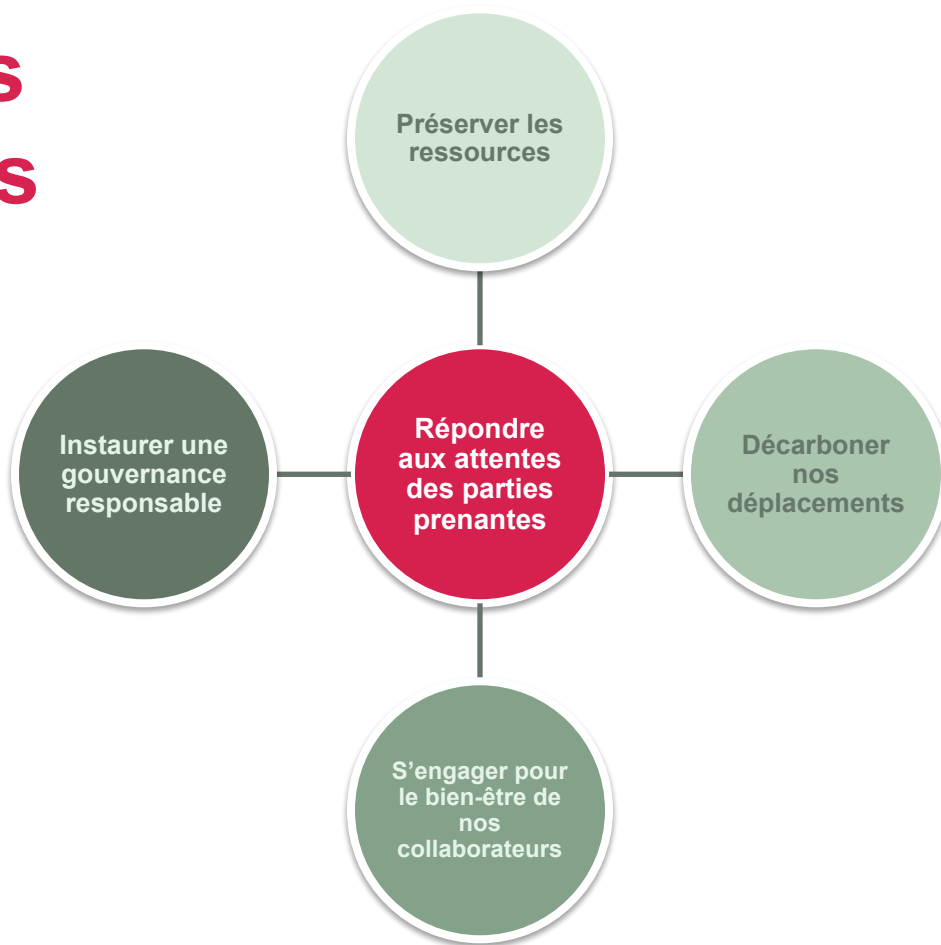 Préserver les
ressources
Instaurer une
gouvernance
responsable
Répondre
aux attentes
des parties
prenantes
Décarboner
nos
déplacements
S’engager pour
le bien-être de
nos
collaborateurs